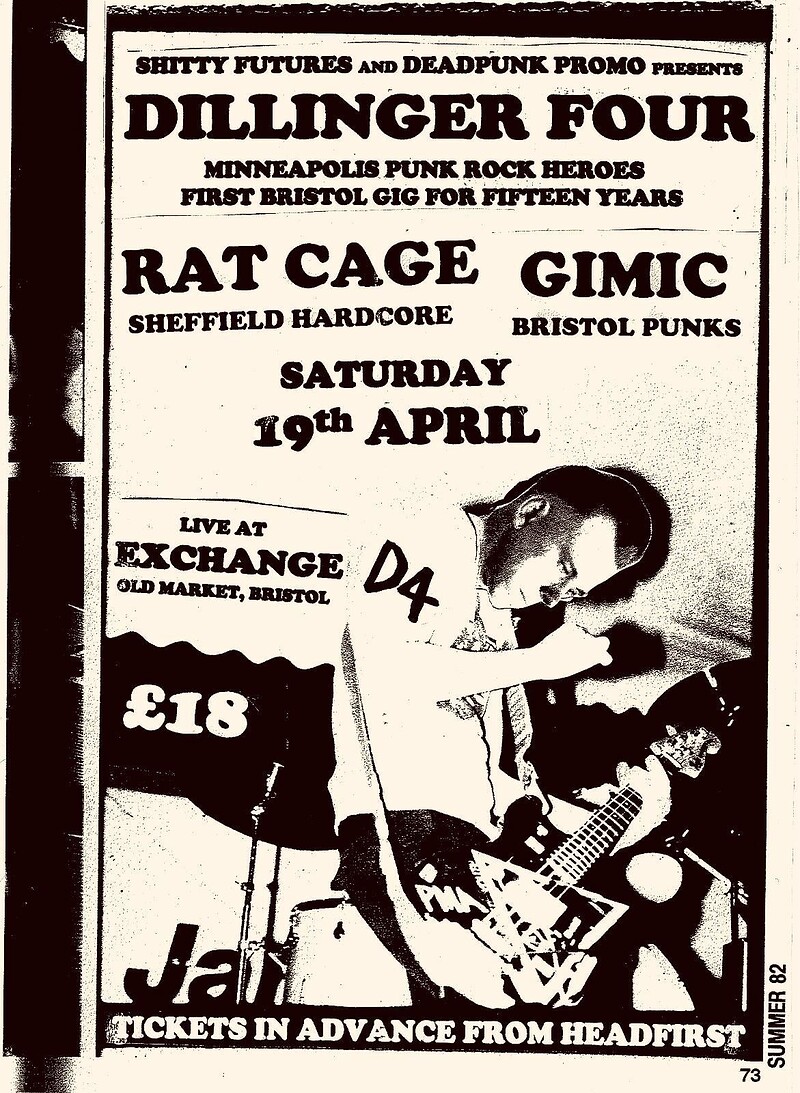 SHITTY FUTURES AND DEADPUNK PROMO PRESENTS
DILLINGER FOUR
MINNEAPOLIS PUNK ROCK HEROES
FIRST BRISTOL GIG FOR FIFTEEN YEARS
RAT CAGE
SHEFFIELD HARDCORE
GIMIC
BRISTOL PUNKS
SATURDAY
19th APRIL
LIVE AT
EXCHANGE
OLD MARKET, BRISTOL
D4
£18
PMA
Ja
TICKETS IN ADVANCE FROM HEADFIRST
SUMMER 82
73